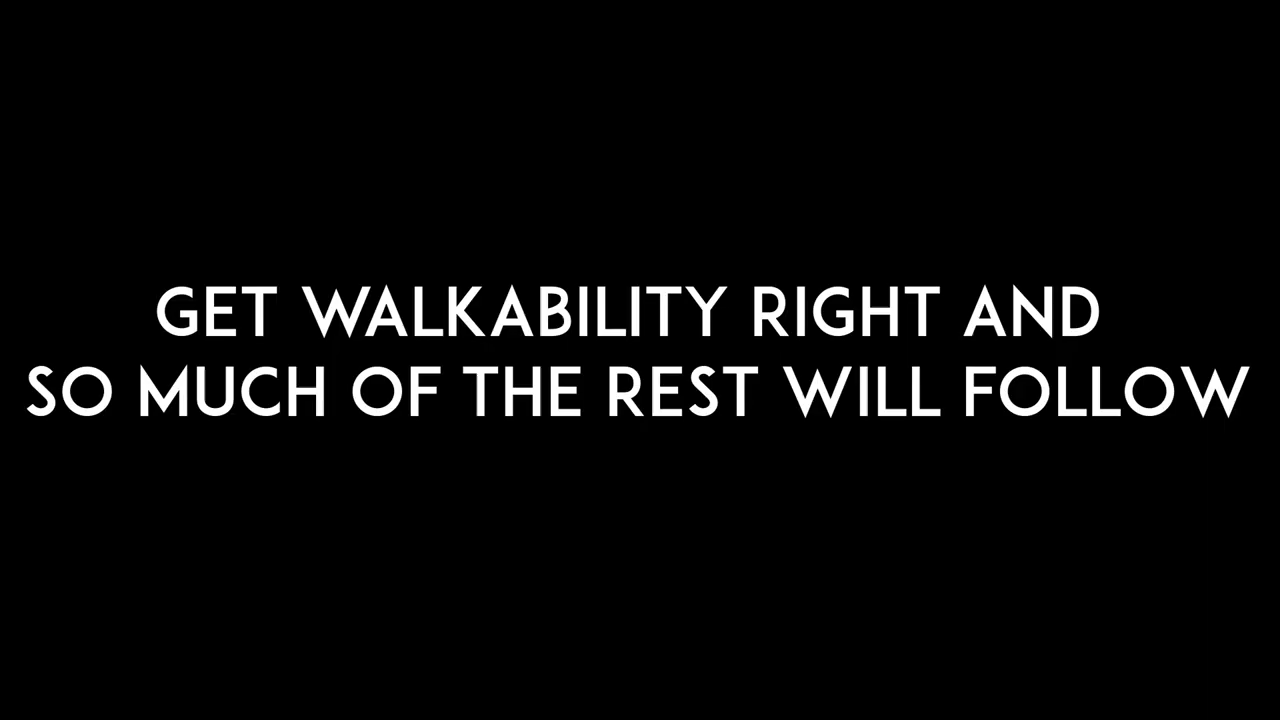 GET WALKABILITY RIGHT AND
SO MUCH OF THE REST WILL FOLLOW